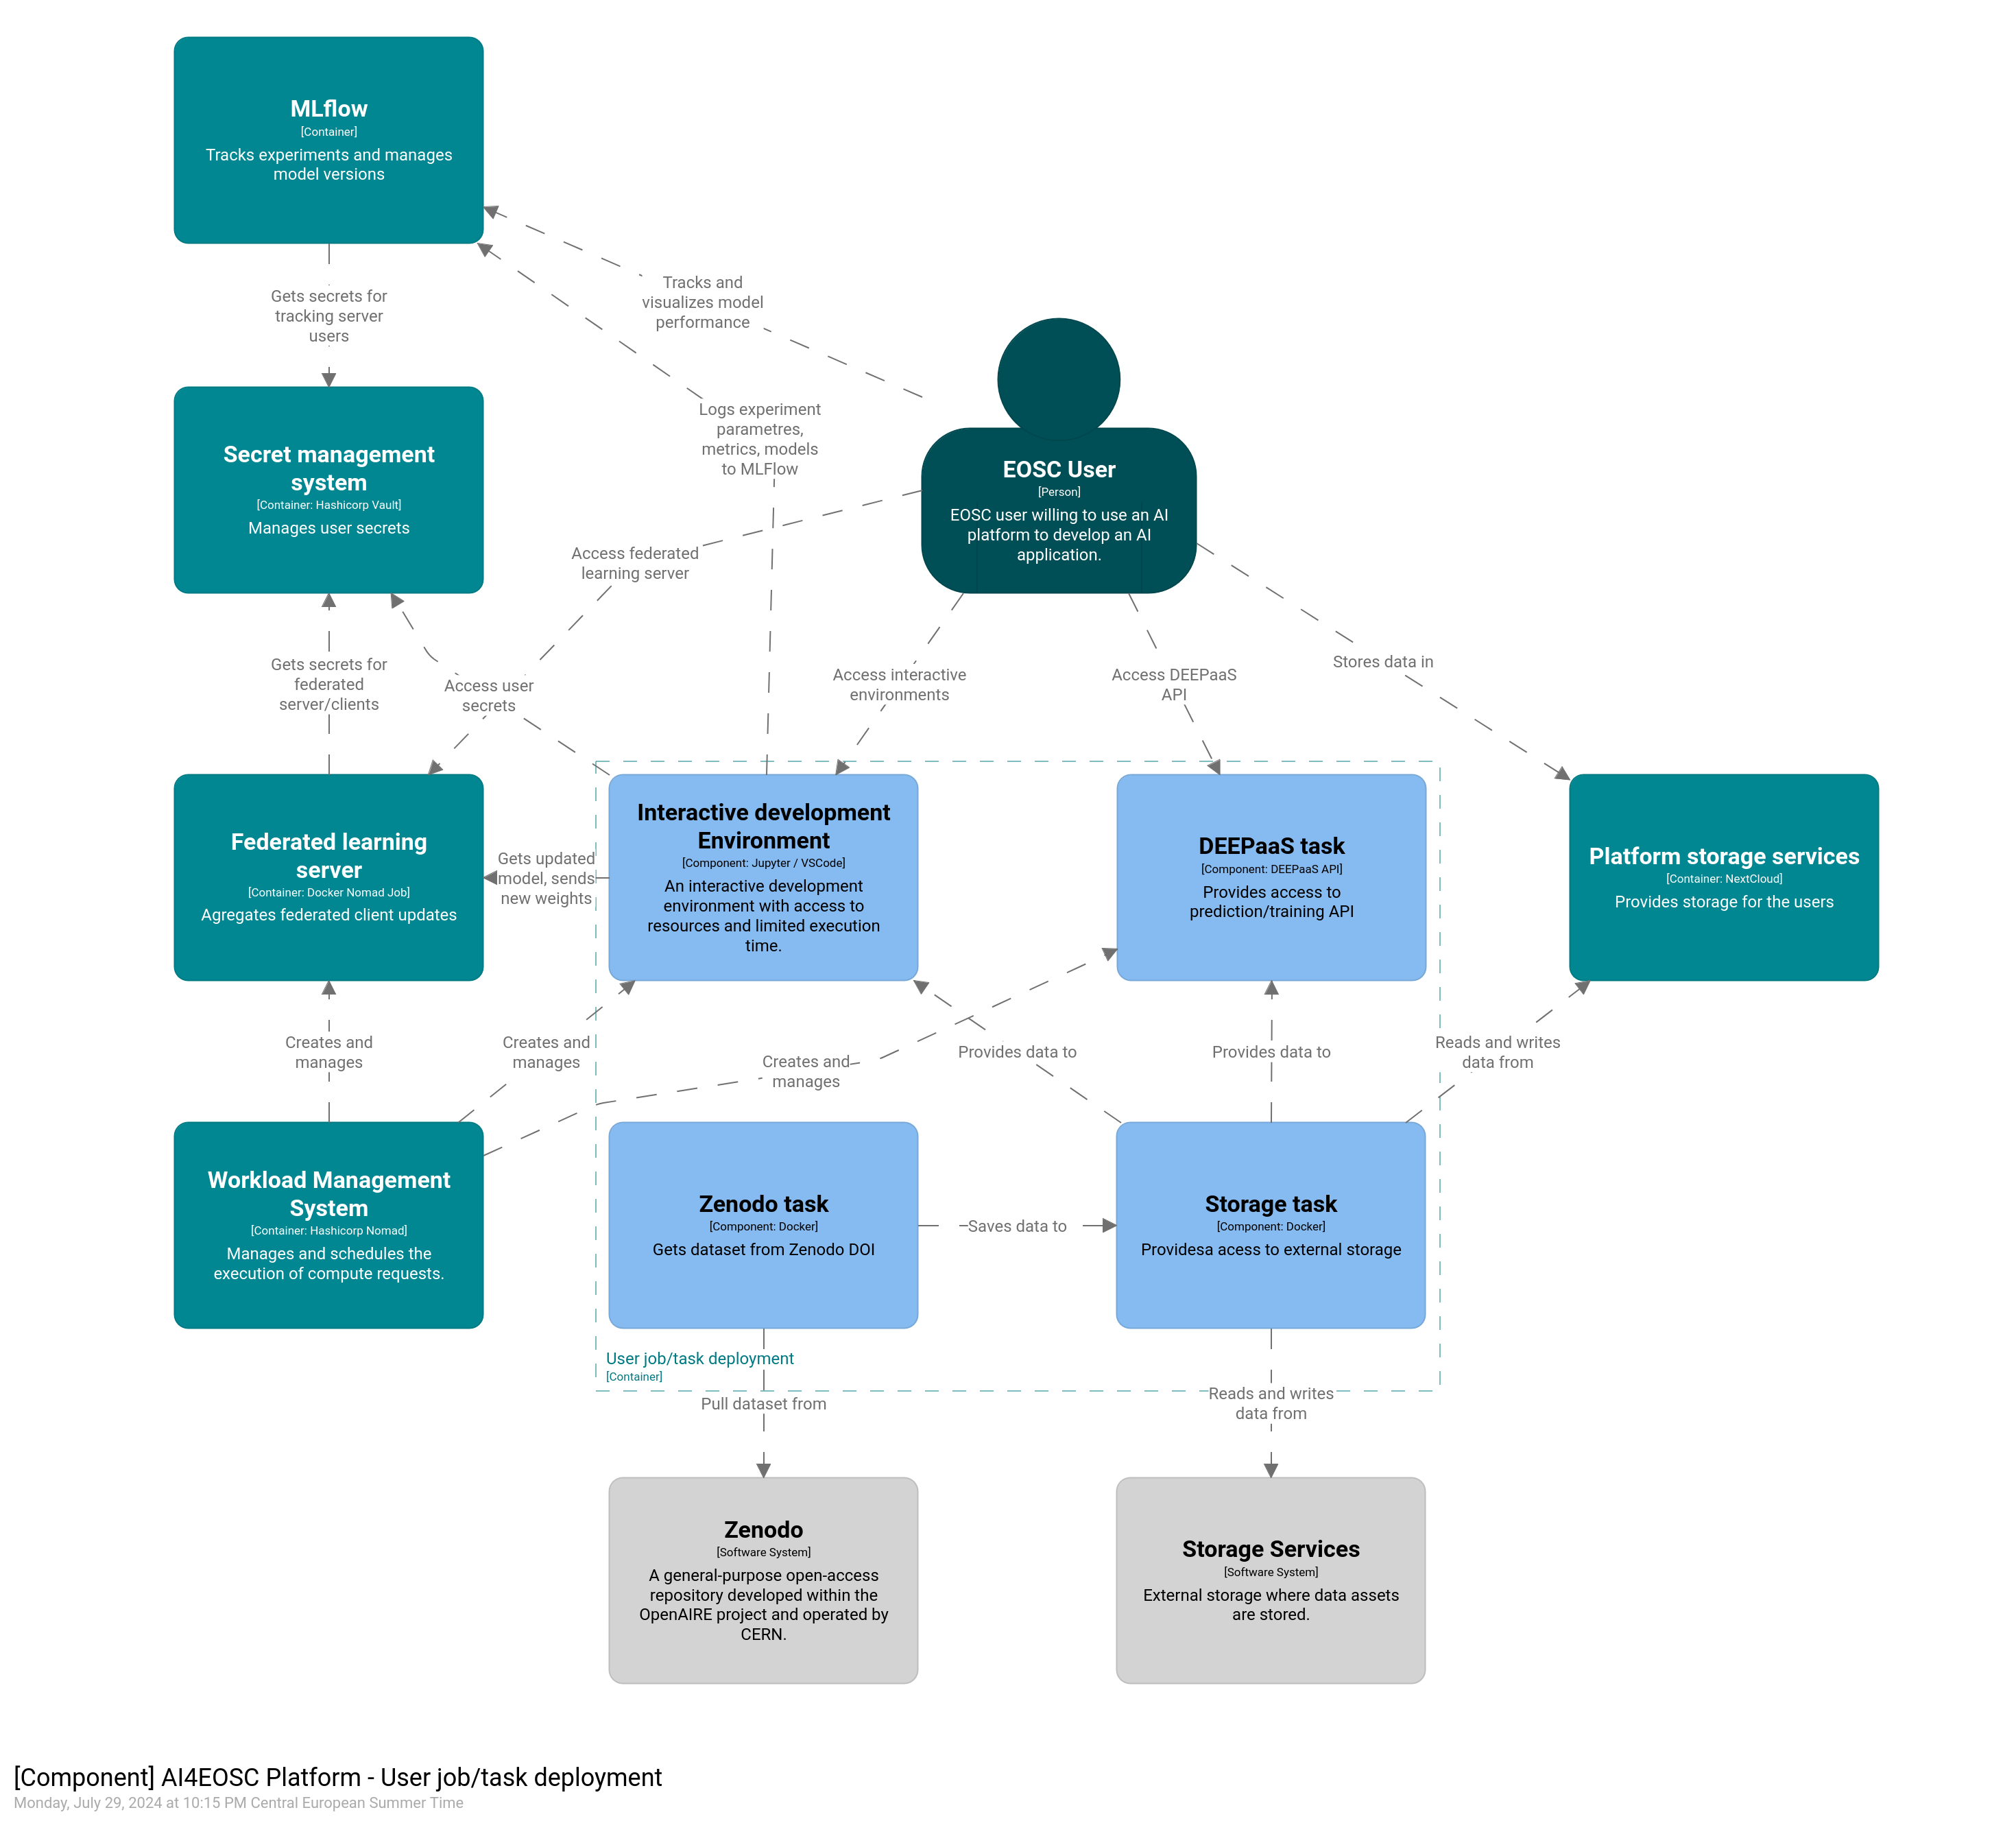 MLflow
[Container]
Tracks experiments and manages
model versions
Tracks and
visualizes model
performance
Gets secrets for
tracking server
users
Logs experiment
parametres,
metrics, models
to MLFlow
EOSC User
[Person]
EOSC user willing to use an AI
platform to develop an AI
application.
Secret management
system
[Container: Hashicorp Vault]
Manages user secrets
Access federated
learning server
Gets secrets for
federated
server/clients
Access user
secrets
Access interactive
environments
Access DEEPaaS
API
Stores data in
Federated learning
server
[Container: Docker Nomad Job]
Agregates federated client updates
Gets updated
model, sends
new weights
Interactive development
Environment
[Component: Jupyter / VSCode]
An interactive development
environment with access to
resources and limited execution
time.
DEEPaaS task
[Component: DEEPaaS API]
Provides access to
prediction/training API
Platform storage services
[Container: NextCloud]
Provides storage for the users
Creates and
manages
Creates and
manages
Creates and
manages
Provides data to
Provides data to
Reads and writes
data from
Workload Management
System
[Container: Hashicorp Nomad]
Manages and schedules the
execution of compute requests.
Zenodo task
[Component: Docker]
Gets dataset from Zenodo DOI
Saves data to
Storage task
[Component: Docker]
Providesa acess to external storage
User job/task deployment
[Container]
Pull dataset from
Reads and writes
data from
Zenodo
[Software System]
A general-purpose open-access
repository developed within the
OpenAIRE project and operated by
CERN.
Storage Services
[Software System]
External storage where data assets
are stored.
[Component] AI4EOSC Platform - User job/task deployment
Monday, July 29, 2024 at 10:15 PM Central European Summer Time